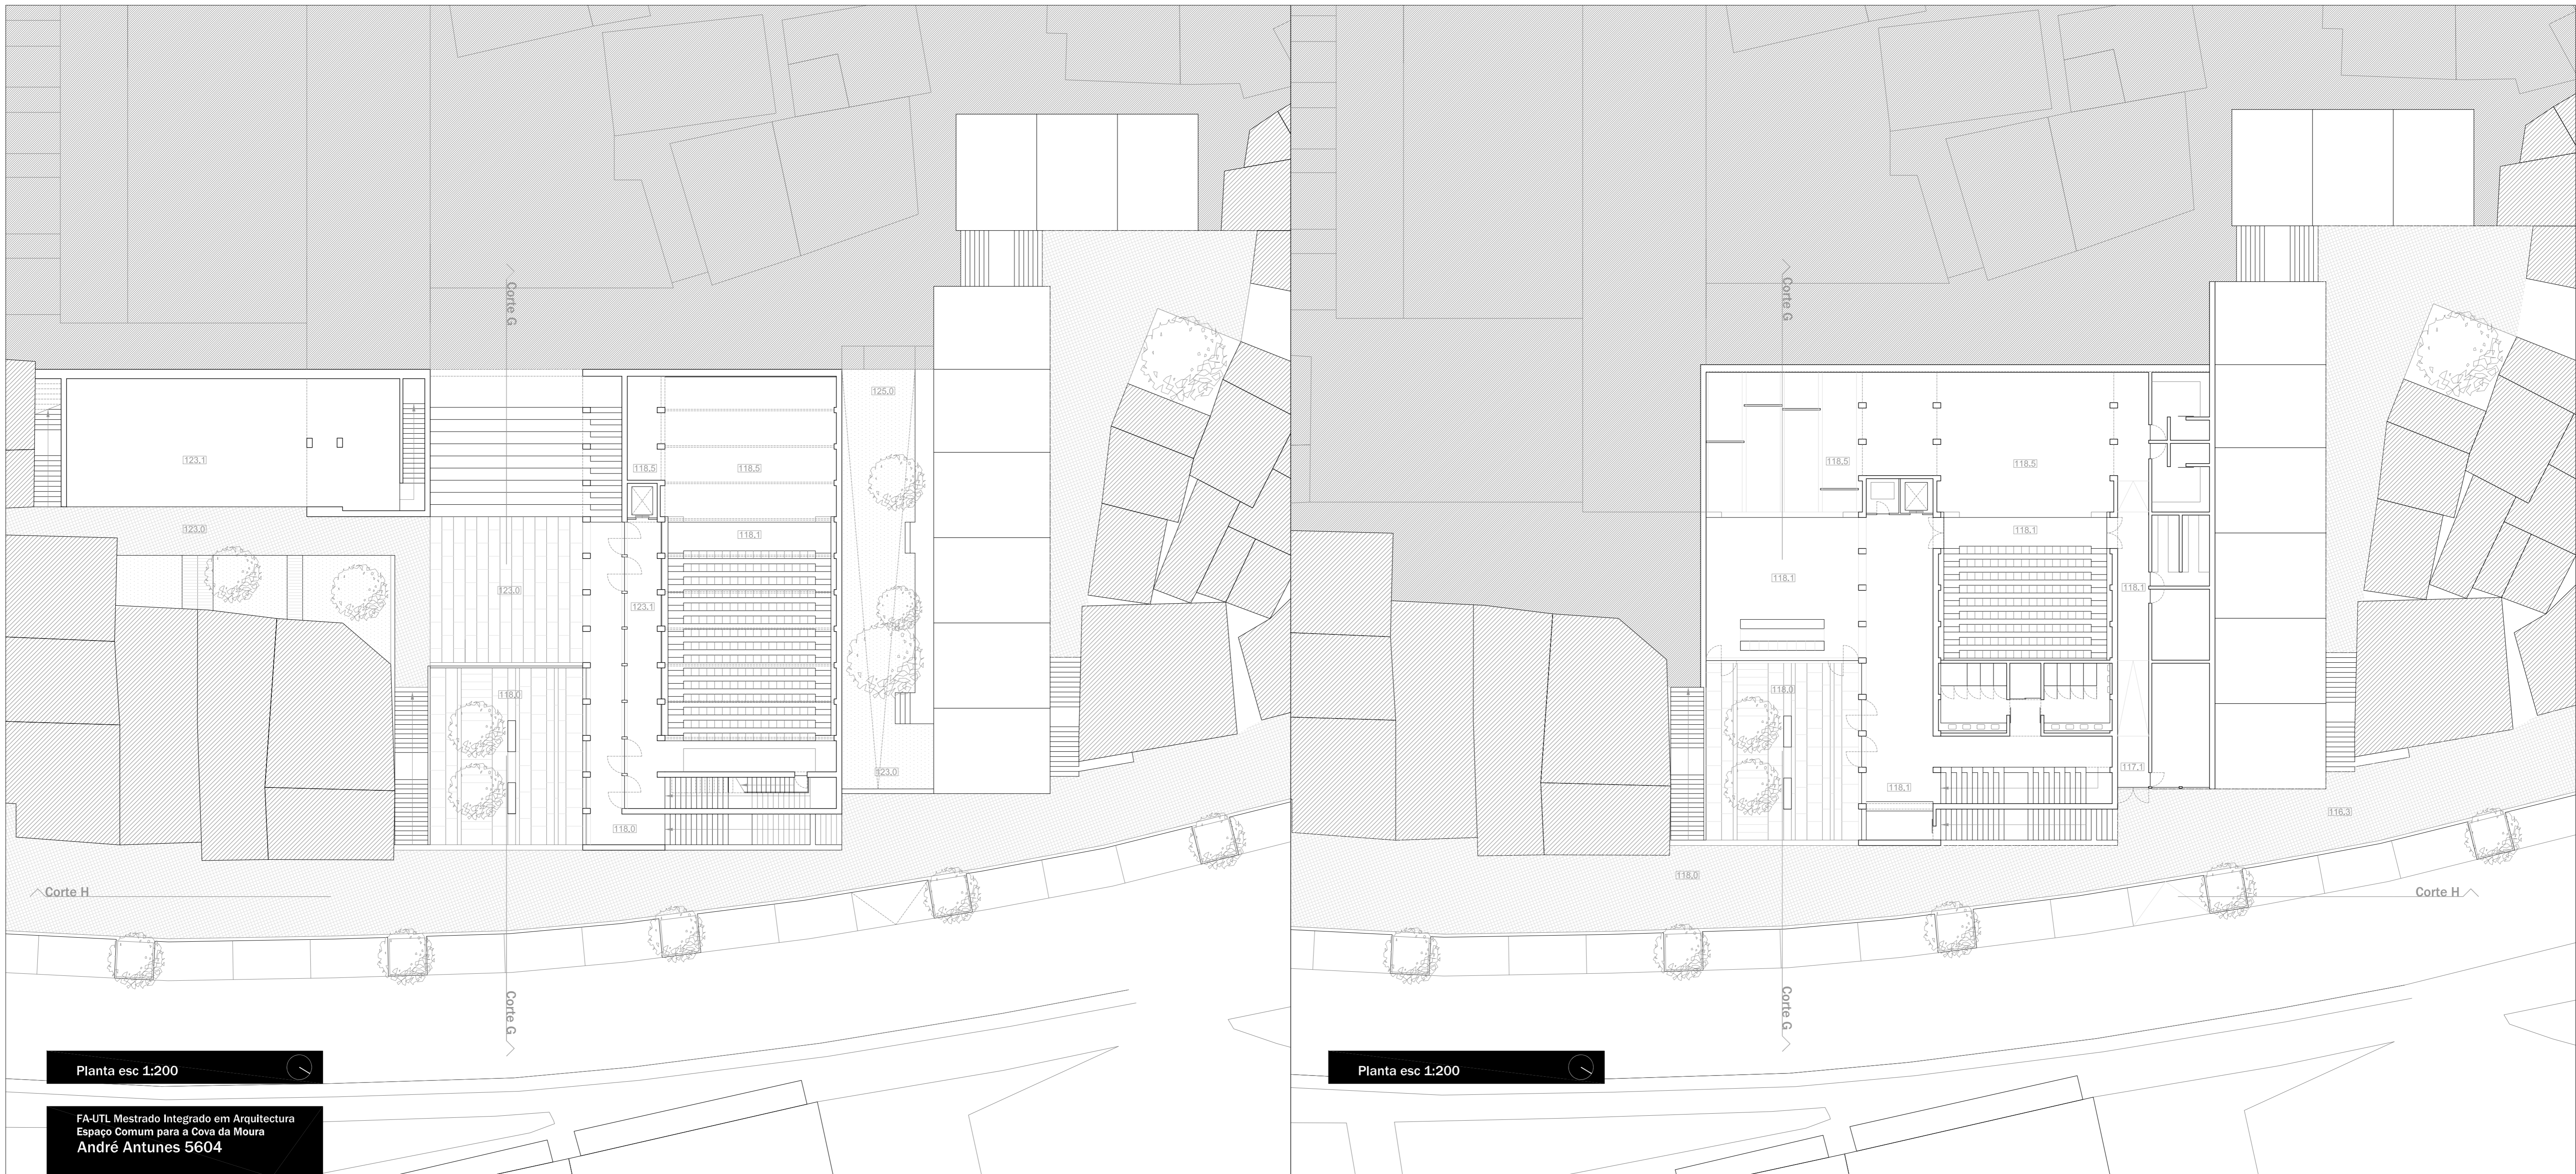 Corte G
125.0
123.1
118.5
118.5
123.0
118.1
123.0
123.1
118.0
123.0
118.0
Corte H
Corte G
Planta esc 1:200
FA-UTL Mestrado Integrado em Arquitectura
Espaço Comum para a Cova da Moura
André Antunes 5604
Corte G
118.5
118.5
118.1
118.1
118.1
118.0
117.1
118.1
116.3
118.0
Corte H
Corte G
Planta esc 1:200